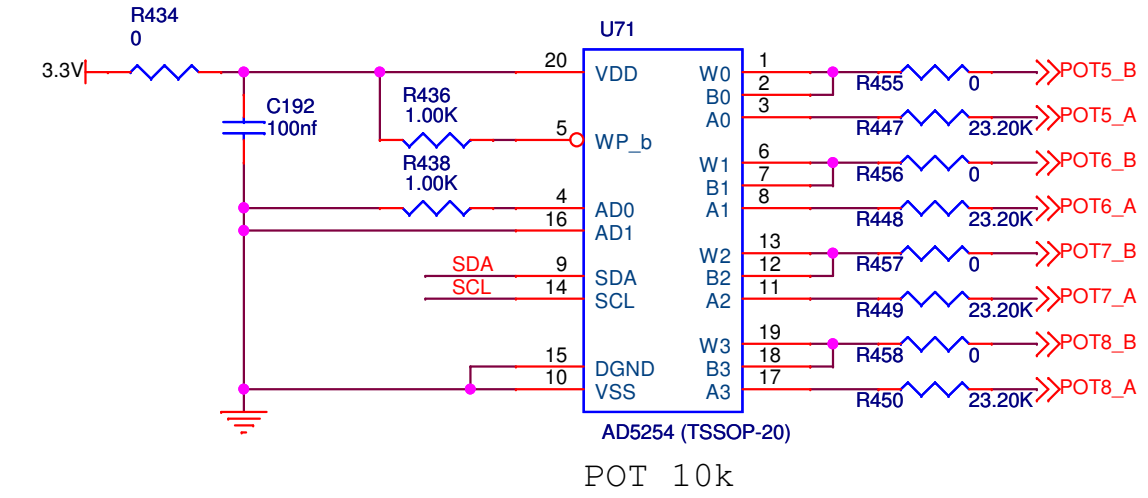 R434
0
U71
3.3V
20 VDD W0 1 POT5_B
2 R455 0
B0
R436
1.00K
C192
100nf
3 POT5_A
A0 R447 23.20K
5 WP_b
6 POT6_B
W1 R456 0
R438
1.00K
7
B1
4 AD0 A1 8 POT6_A
16 AD1 R448 23.20K
13 POT7_B
W2 R457 0
SDA 9 SDA B2 12
SCL 14 SCL A2 11 POT7_A
R449 23.20K
19 POT8_B
W3 R458 0
15 DGND B3 18
10 VSS A3 17 POT8_A
R450 23.20K
AD5254 (TSSOP-20)
POT 10k